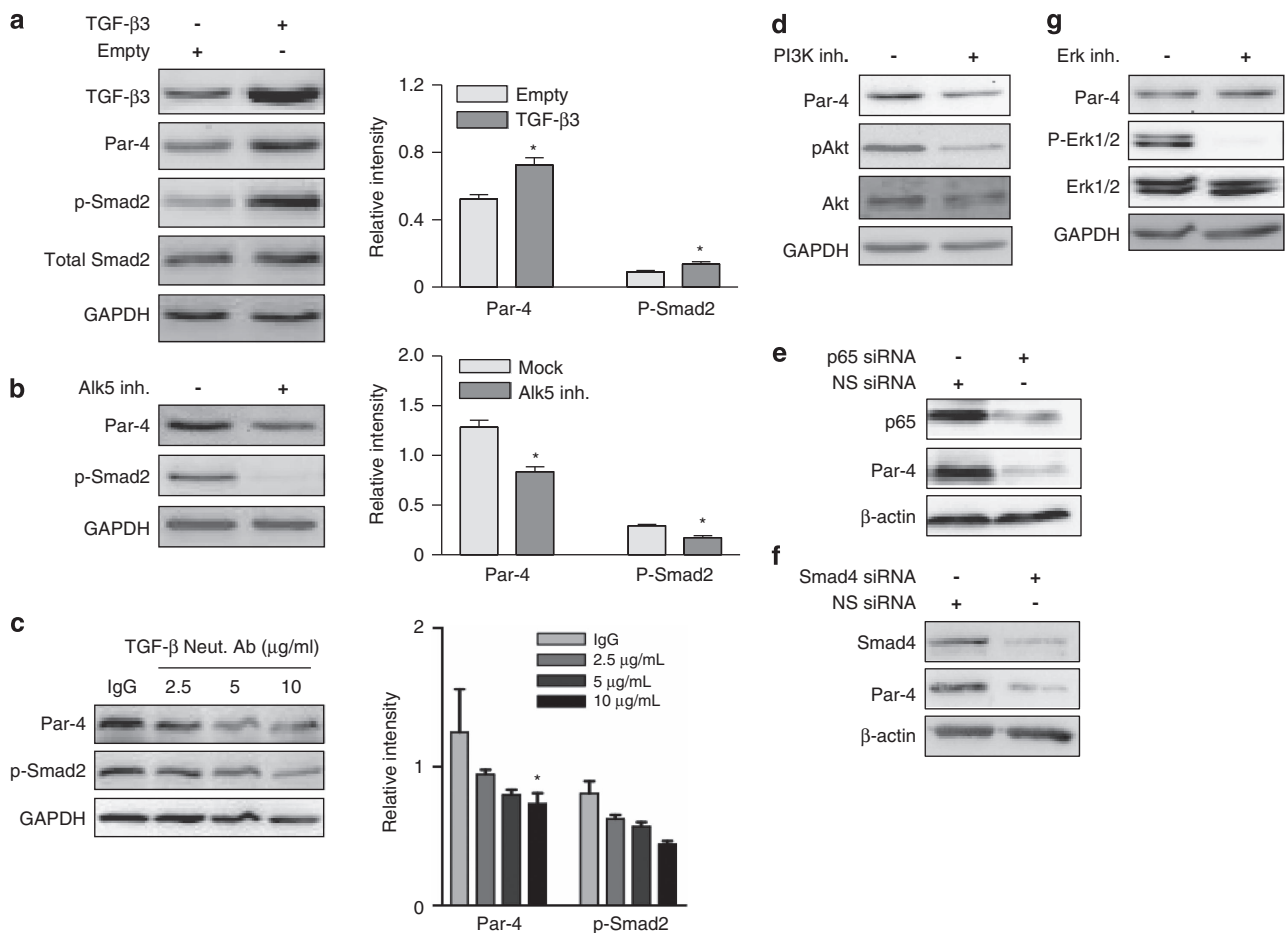 a
TGF-β3 - +
Empty + -
TGF-β3
Par-4
p-Smad2
Total Smad2
GAPDH
Relative intensity
1.2
0.8
0.4
0
Empty
TGF-β3
*
*
Par-4
P-Smad2
b
Alk5 inh. - +
Par-4
p-Smad2
GAPDH
Relative intensity
2.0
1.5
1.0
0.5
0
Mock
Alk5 inh.
*
*
Par-4
P-Smad2
c
TGF-β Neut. Ab (μg/ml)
IgG 2.5 5 10
Par-4
p-Smad2
GAPDH
Relative intensity
2
1
0
IgG
2.5 μg/mL
5 μg/mL
10 μg/mL
*
Par-4
p-Smad2
d
PI3K inh. - +
Par-4
pAkt
Akt
GAPDH
g
Erk inh. - +
Par-4
P-Erk1/2
Erk1/2
GAPDH
e
p65 siRNA - +
NS siRNA + -
p65
Par-4
β-actin
f
Smad4 siRNA - +
NS siRNA + -
Smad4
Par-4
β-actin